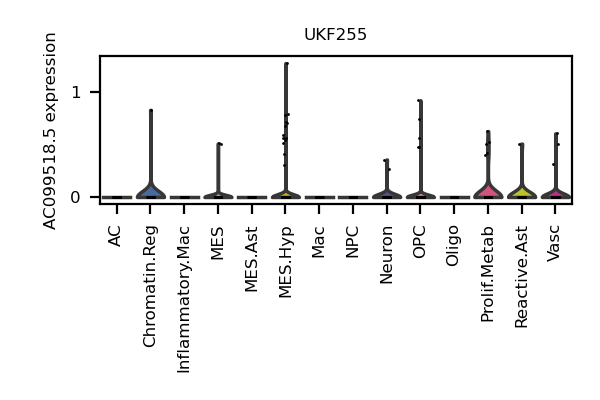 UKF255
AC099518.5 expression
1
0
AC
Chromatin.Reg
Inflammatory.Mac
MES
MES.Ast
MES.Hyp
Mac
NPC
Neuron
OPC
Oligo
Prolif.Metab
Reactive.Ast
Vasc